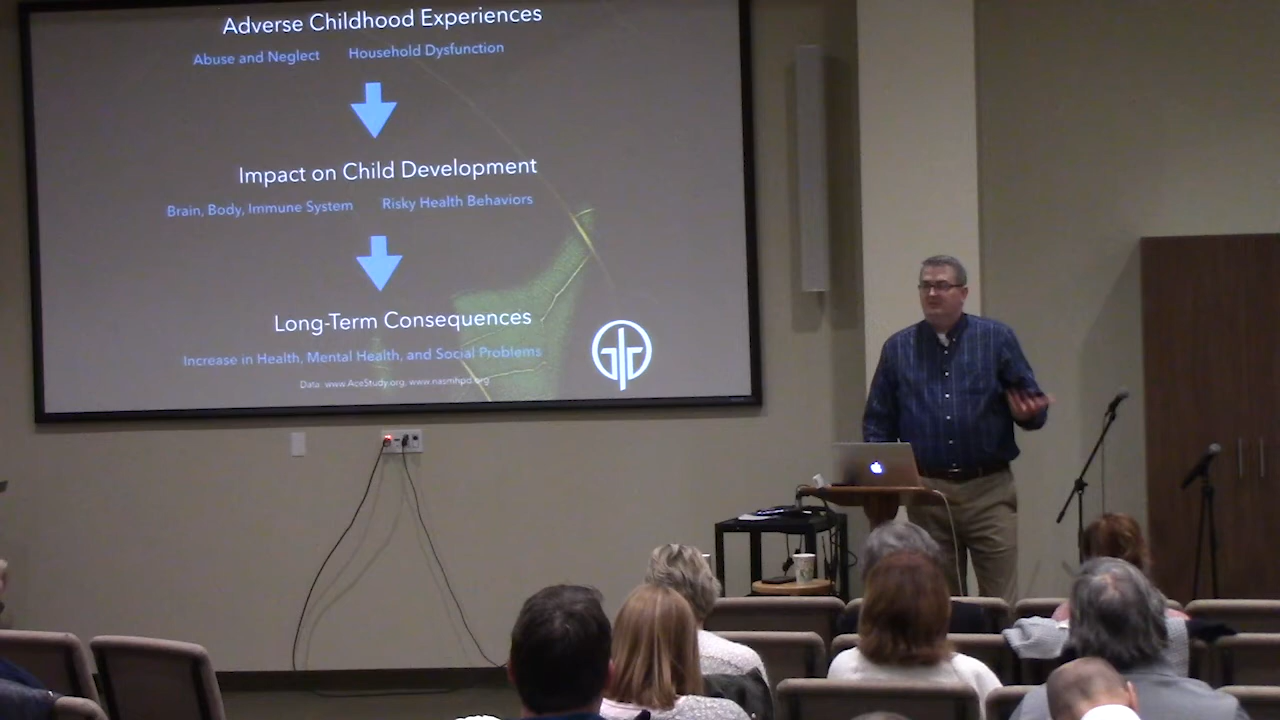 Adverse Childhood Experiences
Abuse and Neglect Household Dysfunction
Impact on Child Development
Brain, Body, Immune System Risky Health Behaviors
Long-Term Consequences
Increase in Health, Mental Health, and Social Problems
Data: www.AceStudy.org, www.nasmhpd.org